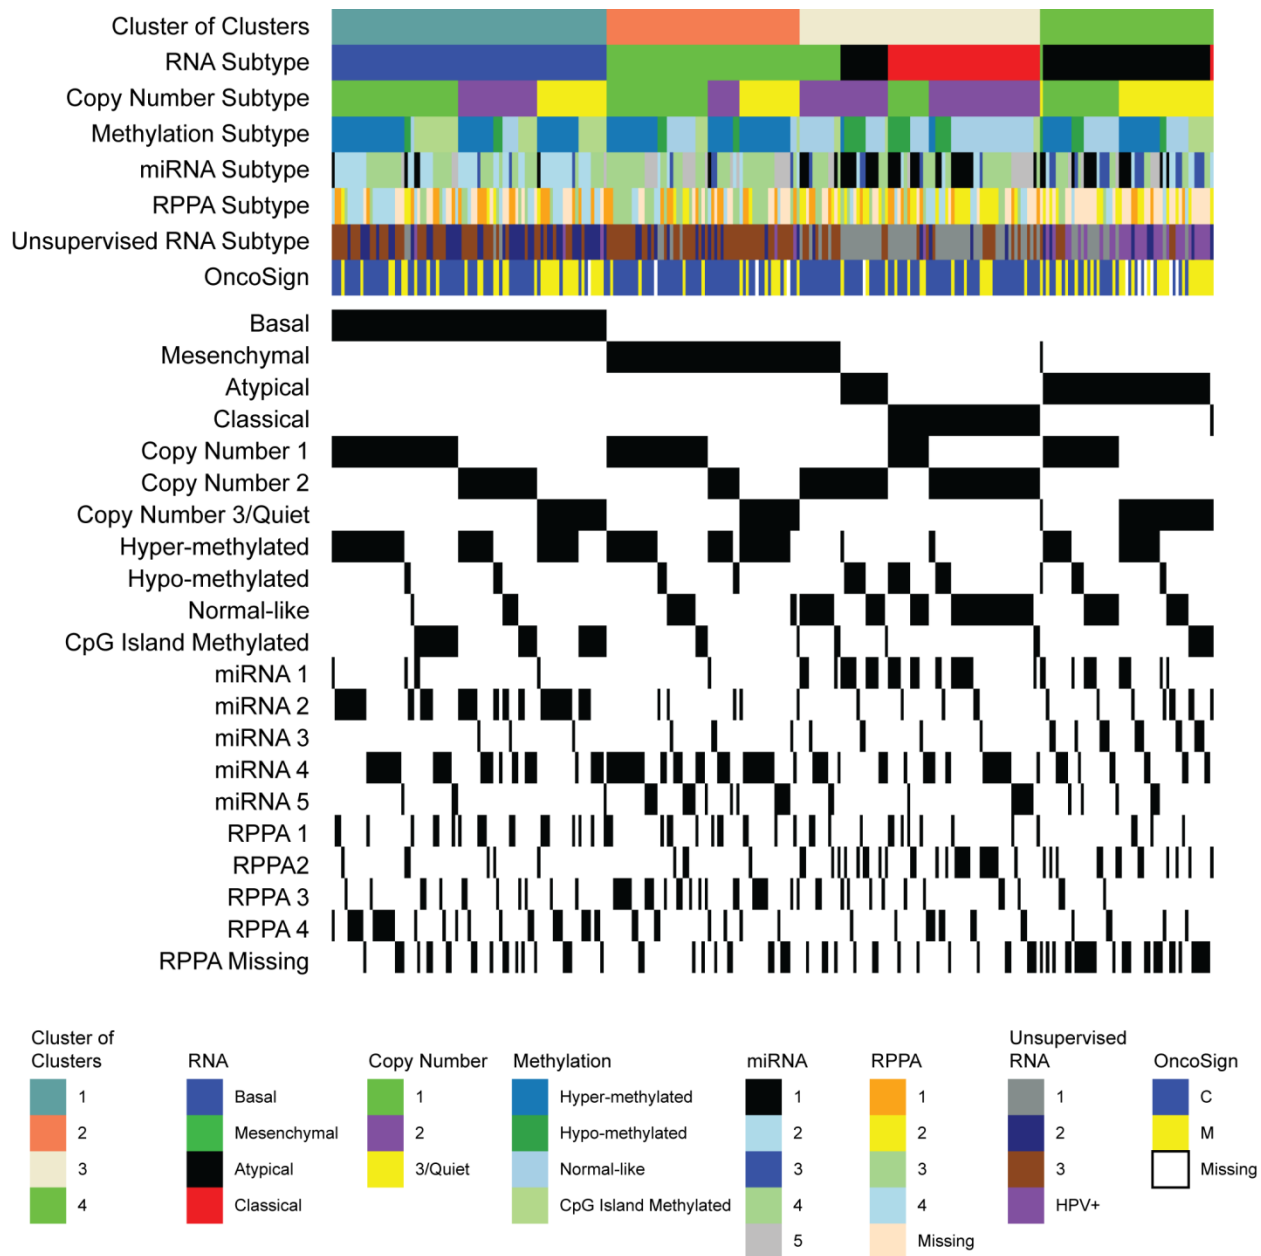 Cluster of Clusters
RNA Subtype
Copy Number Subtype
Methylation Subtype
miRNA Subtype
RPPA Subtype
Unsupervised RNA Subtype
OncoSign
Basal
Mesenchymal
Atypical
Classical
Copy Number 1
Copy Number 2
Copy Number 3/Quiet
Hyper-methylated
Hypo-methylated
Normal-like
CpG Island Methylated
miRNA 1
miRNA 2
miRNA 3
miRNA 4
miRNA 5
RPPA 1
RPPA2
RPPA 3
RPPA 4
RPPA Missing
Cluster of
Clusters
1
2
3
4
RNA
Basal
Mesenchymal
Atypical
Classical
Copy Number
1
2
3/Quiet
Methylation
Hyper-methylated
Hypo-methylated
Normal-like
CpG Island Methylated
miRNA
1
2
3
4
5
RPPA
1
2
3
4
Missing
Unsupervised
RNA
1
2
3
HPV+
OncoSign
C
M
Missing